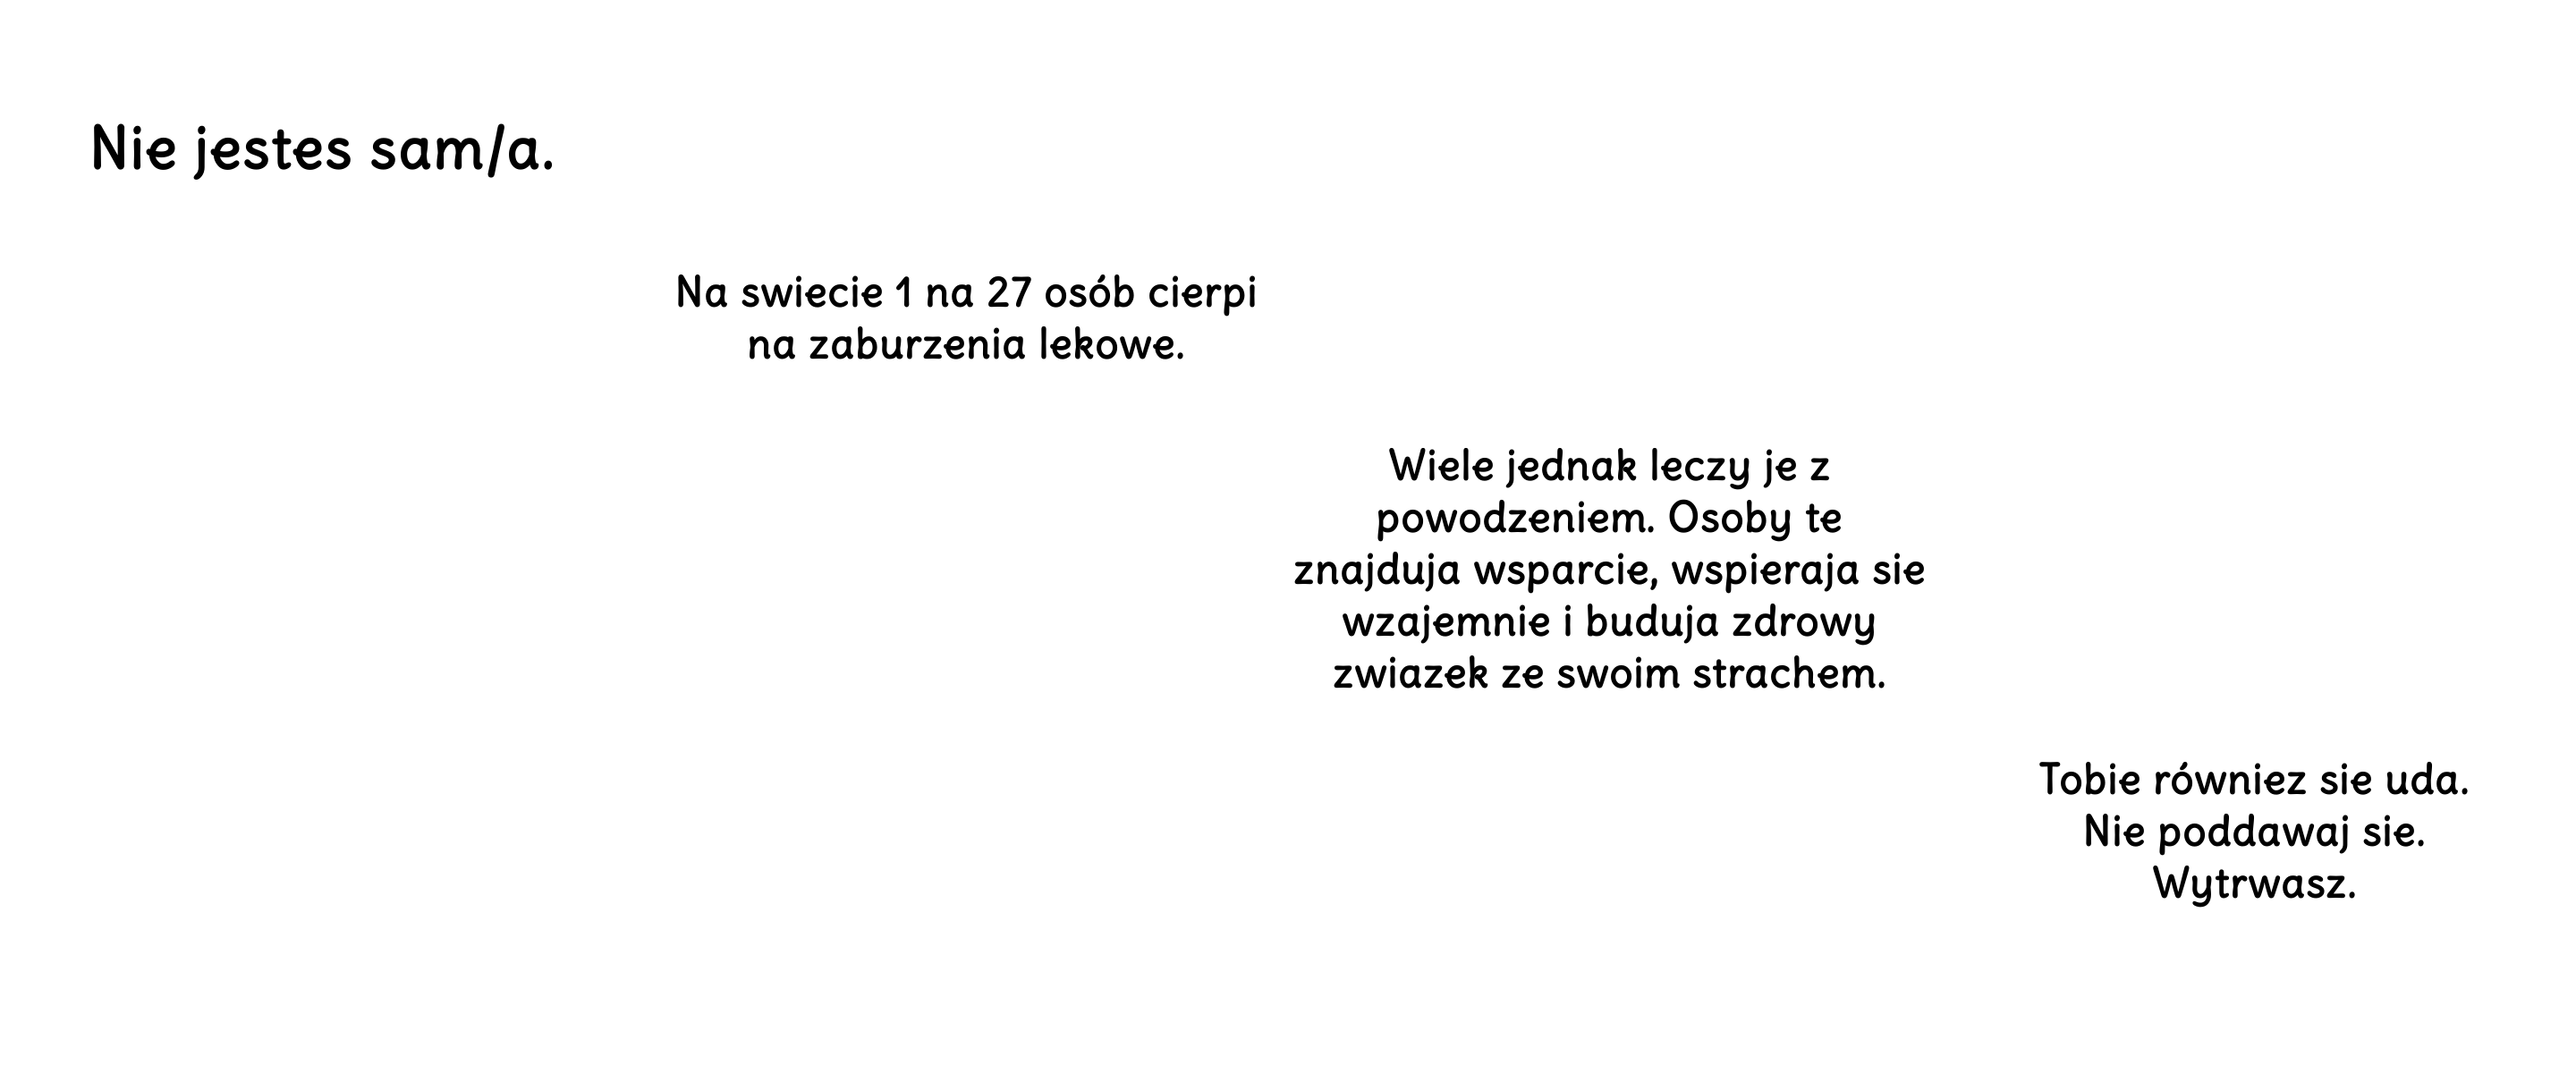 Nie jestes sam/a.
Na swiecie 1 na 27 osób cierpi
na zaburzenia lekowe.
Wiele jednak leczy je z
powodzeniem. Osoby te
znajduja wsparcie, wspieraja sie
wzajemnie i buduja zdrowy
zwiazek ze swoim strachem.
Tobie równiez sie uda.
Nie poddawaj sie.
Wytrwasz.